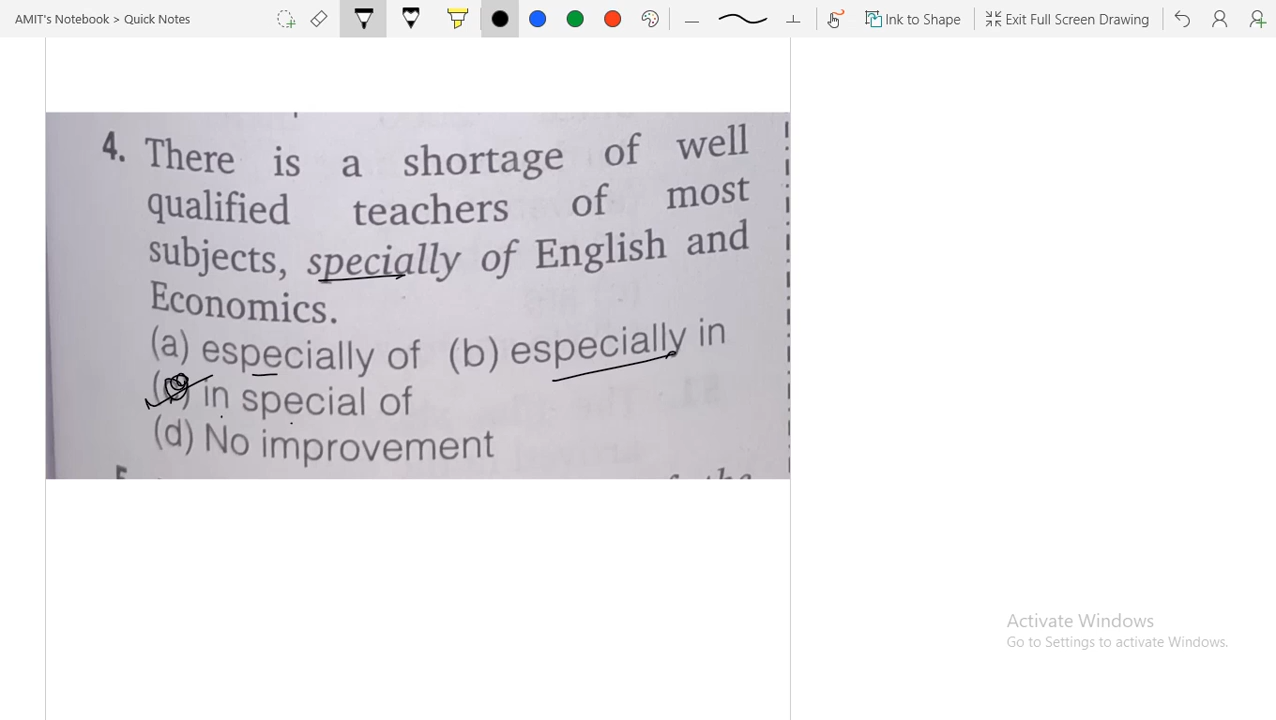 AMIT's Notebook > Quick Notes
Ink to Shape
Exit Full Screen Drawing
4. There is a shortage of well
qualified teachers of most
subjects, specially of English and
Economics.
(a) especially of (b) especially in
in special of
(d) No improvement
the
Activate Windows
Go to Settings to activate Windows.